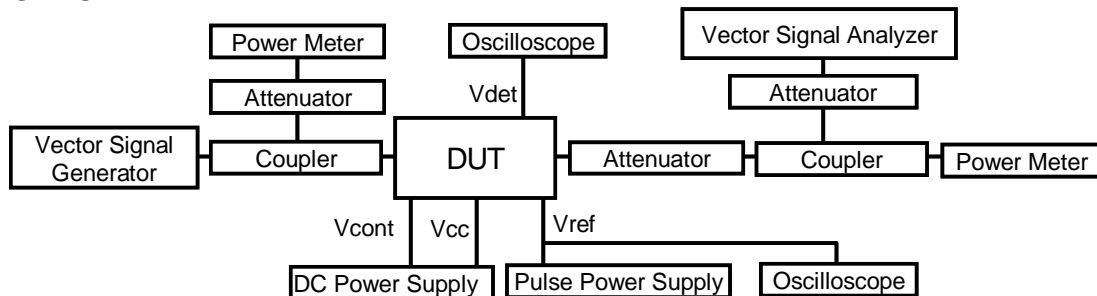 Power Meter
Oscilloscope
Vector Signal Analyzer
Attenuator
Vdet
Attenuator
Vector Signal
Generator
Coupler
DUT
Attenuator
Coupler
Power Meter
Vcont
Vcc
Vref
DC Power Supply
Pulse Power Supply
Oscilloscope